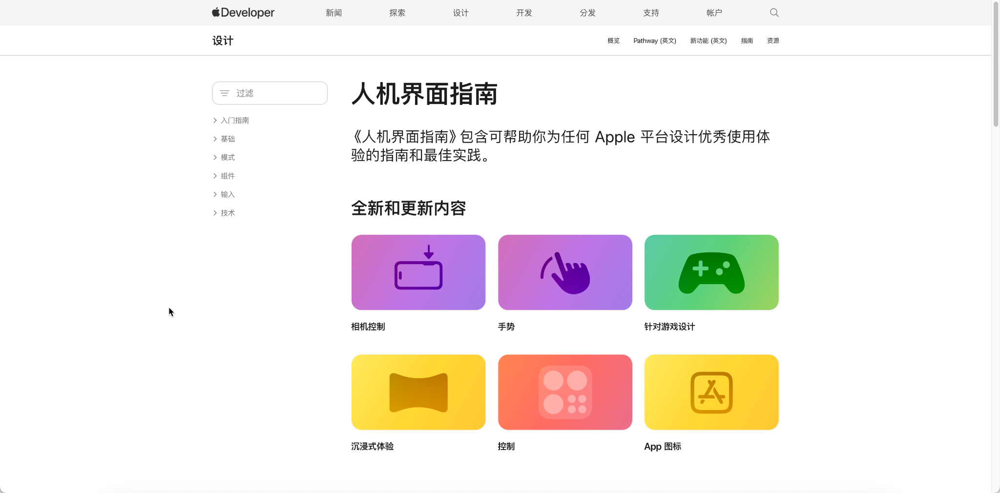 Developer
新闻
探索
设计
开发
分发
支持
帐户
设计
概览
Pathway (英文)
新功能 (英文)
指南
资源
过滤
入门指南
基础
模式
组件
输入
技术
人机界面指南
《人机界面指南》包含可帮助你为任何 Apple 平台设计优秀使用体
验的指南和最佳实践。
全新和更新内容
相机控制
手势
针对游戏设计
沉浸式体验
控制
App 图标